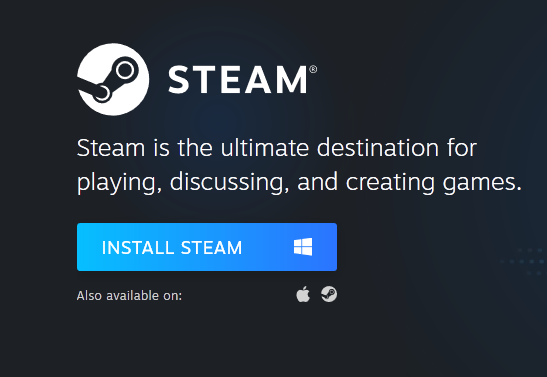 STEAM®
Steam is the ultimate destination for
playing, discussing, and creating games.
INSTALL STEAM
Also available on: